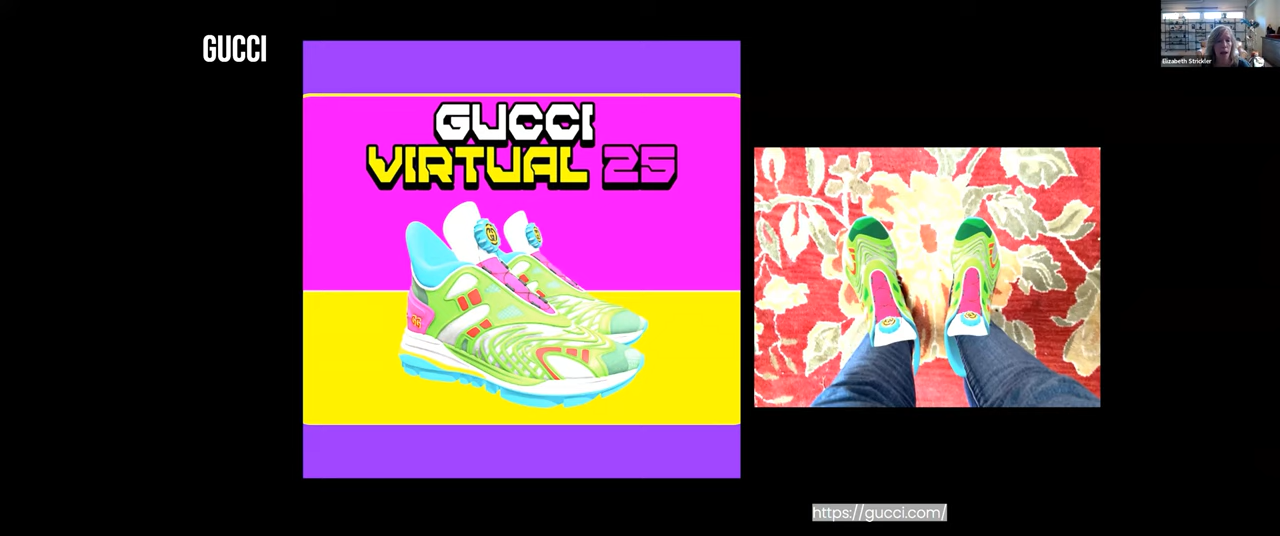 GUCCI
GUCCI
VIRTUAL 25
Elizabeth Strickler
https://gucci.com/